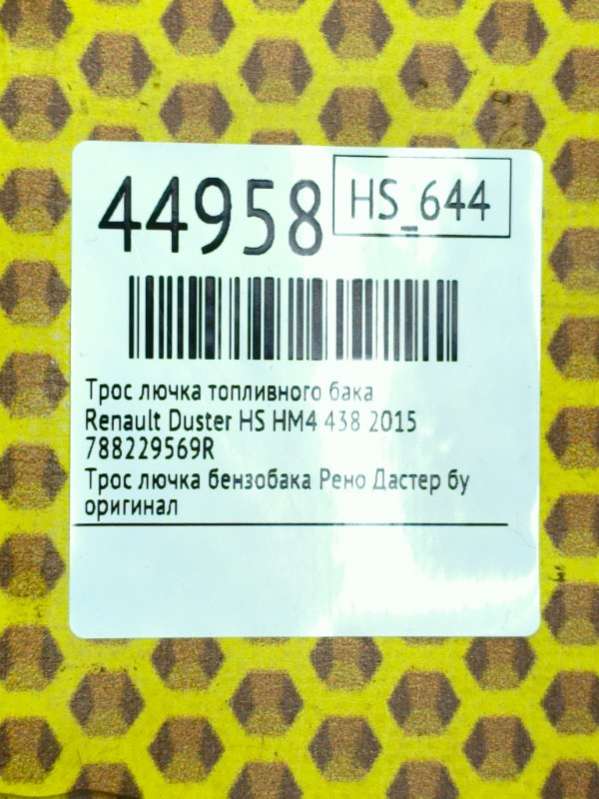 44958
HS_644
Трос лючка топливного бака
Renault Duster HS HM4 438 2015
788229569R
Трос лючка бензобака Рено Дастер бу
оригинал